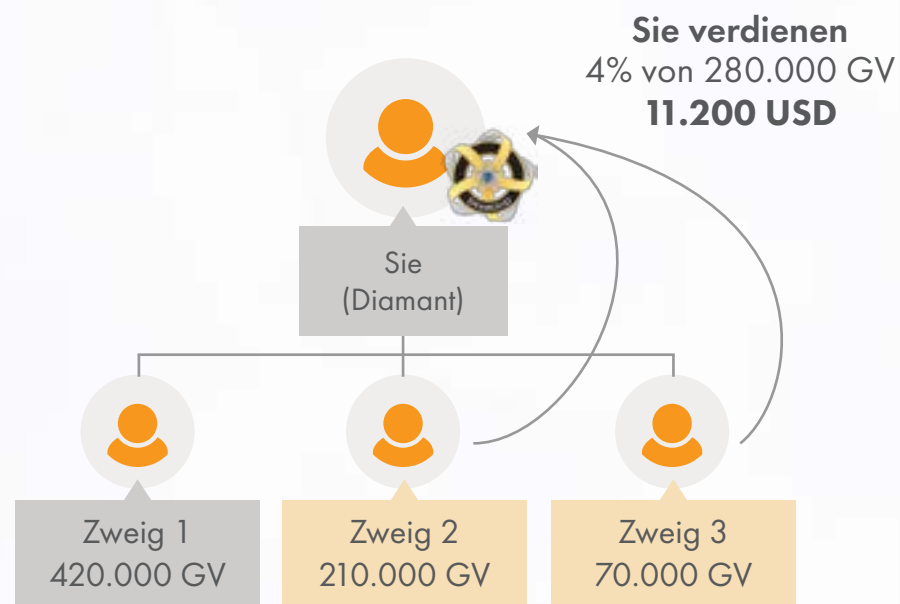 Sie verdienen
4% von 280.000 GV
11.200 USD
Sie
(Diamant)
Zweig 1
420.000 GV
Zweig 2
210.000 GV
Zweig 3
70.000 GV